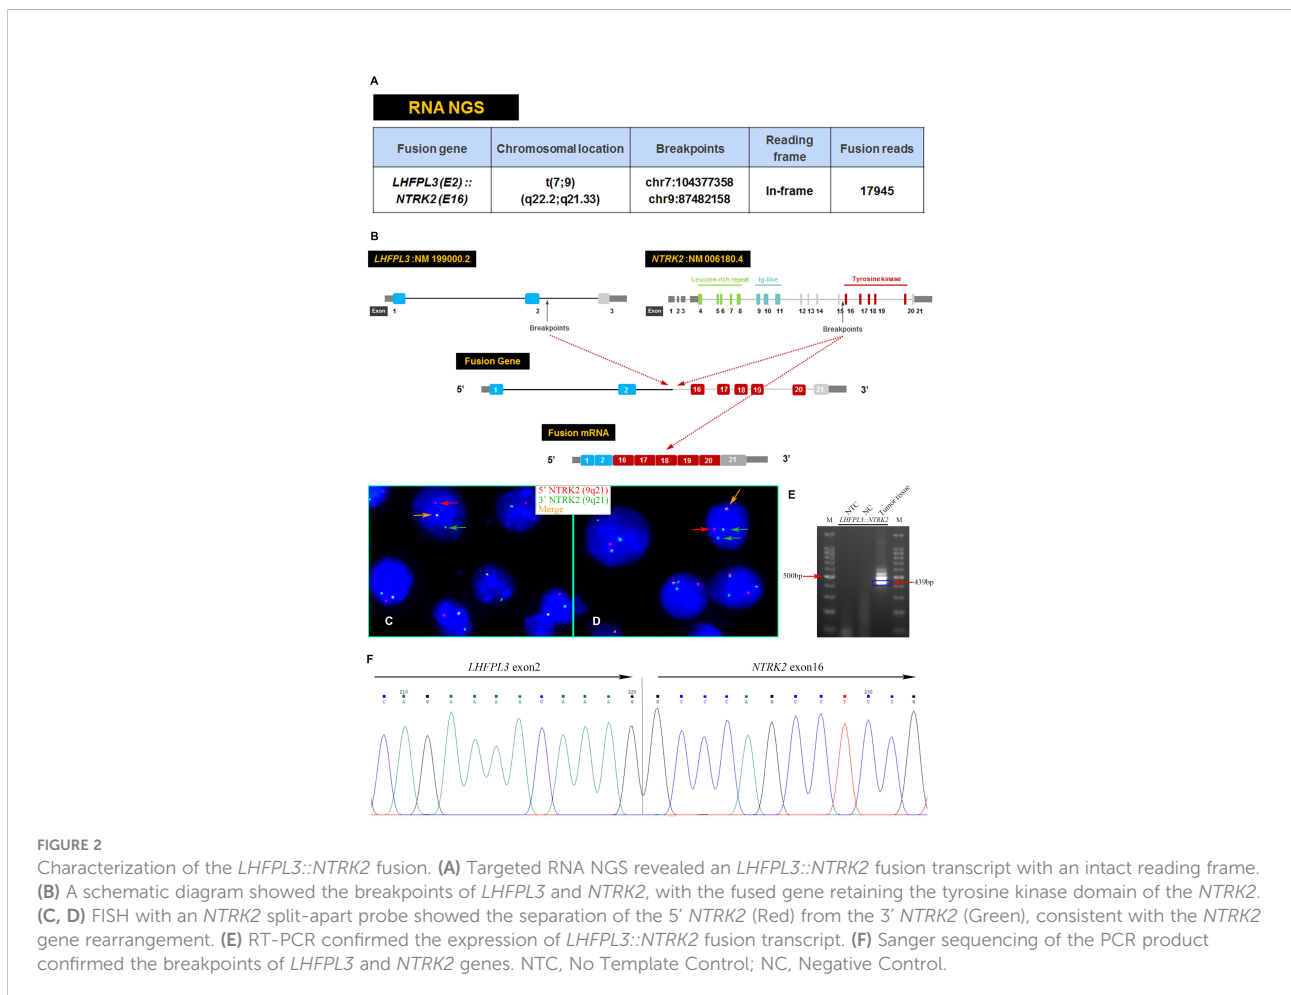 A
RNA NGS
Fusion gene Chromosomal location Breakpoints Reading frame Fusion reads
LHFPL3 (E2) :: t(7;9) chr7:104377358 In-frame 17945
NTRK2 (E16) (q22.2;q21.33) chr9:87482158
B
LHFPL3 :NM 199000.2 NTRK2 :NM 006180.4
Leucine-rich repeat Ig-like Tyrosine kinase
Exon 1 2 3 Exon 1 2 3 4 5 6 7 8 9 10 11 12 13 14 15 16 17 18 19 20 21
Breakpoints Breakpoints
Fusion Gene
5' 1 2 16 17 18 19 20 21 3'
Fusion mRNA
5' 1 2 16 17 18 19 20 21 3'
5' NTRK2 (9q21)
3' NTRK2 (9q21)
Merge
C D
E
NTC NC Tumor tissue
M LHFPL3::NTRK2 M
500bp 439bp
F
LHFPL3 exon2 NTRK2 exon16
210 220 230
C A G A A A A C A A A G G C C C A G C C T C C G
FIGURE 2
Characterization of the LHFPL3::NTRK2 fusion. (A) Targeted RNA NGS revealed an LHFPL3::NTRK2 fusion transcript with an intact reading frame.
(B) A schematic diagram showed the breakpoints of LHFPL3 and NTRK2, with the fused gene retaining the tyrosine kinase domain of the NTRK2.
(C, D) FISH with an NTRK2 split-apart probe showed the separation of the 5' NTRK2 (Red) from the 3' NTRK2 (Green), consistent with the NTRK2
gene rearrangement. (E) RT-PCR confirmed the expression of LHFPL3::NTRK2 fusion transcript. (F) Sanger sequencing of the PCR product
confirmed the breakpoints of LHFPL3 and NTRK2 genes. NTC, No Template Control; NC, Negative Control.